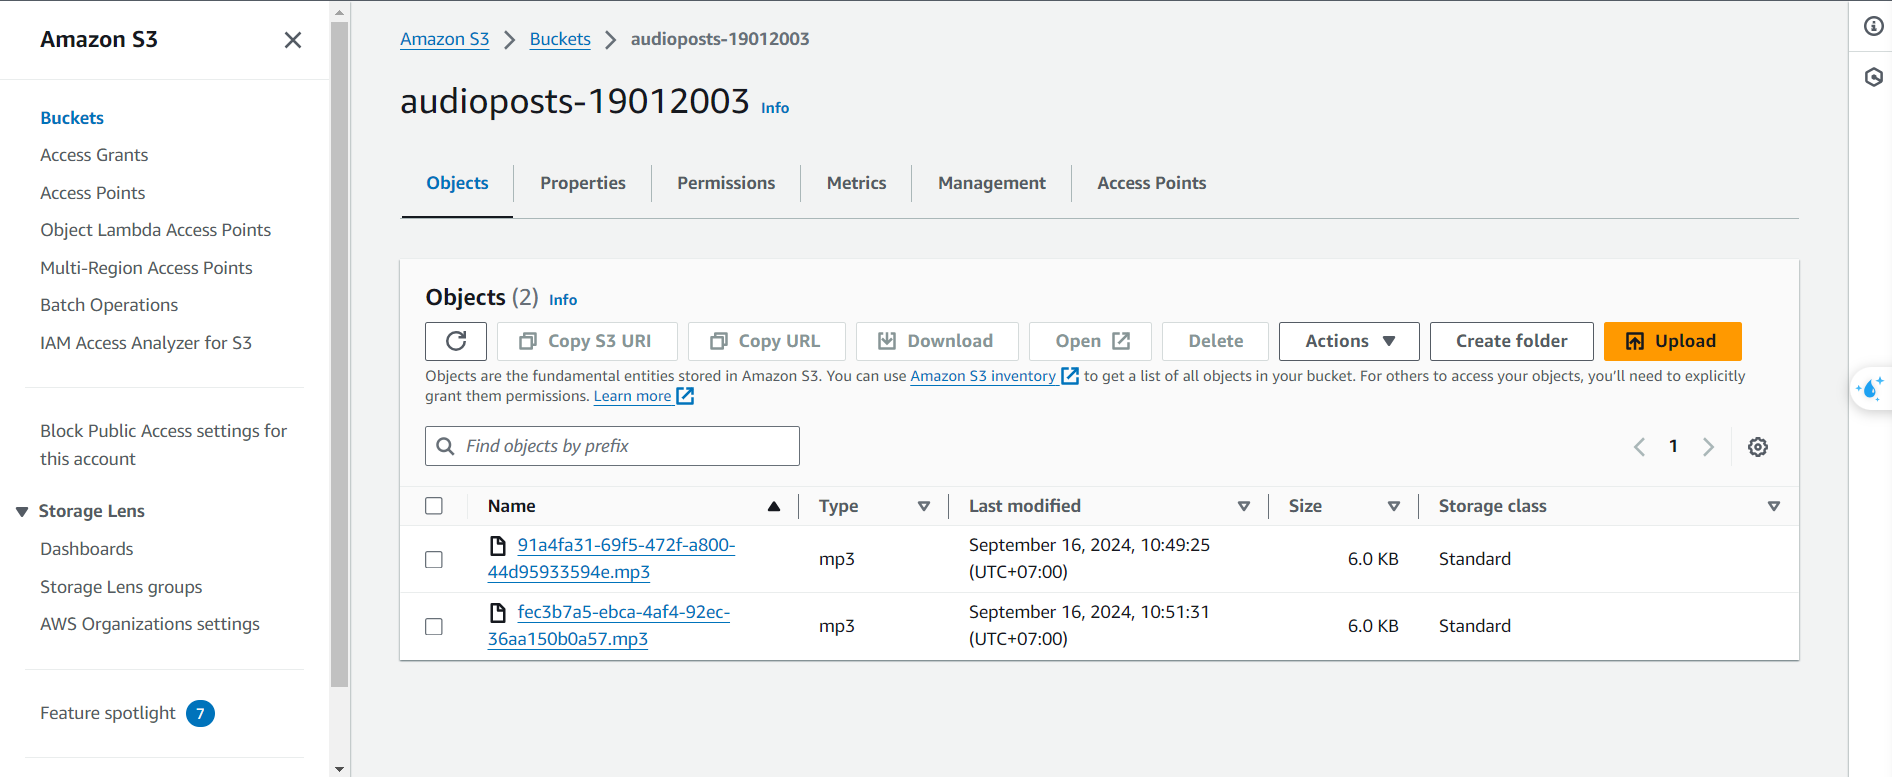 Amazon S3
Buckets
Access Grants
Access Points
Object Lambda Access Points
Multi-Region Access Points
Batch Operations
IAM Access Analyzer for S3
Block Public Access settings for
this account
Storage Lens
Dashboards
Storage Lens groups
AWS Organizations settings
Feature spotlight 7
Amazon S3 Buckets audioposts-19012003
audioposts-19012003 Info
Objects Properties Permissions Metrics Management Access Points
Objects (2) Info
Copy S3 URI Copy URL Download Open Delete Actions Create folder Upload
Objects are the fundamental entities stored in Amazon S3. You can use Amazon S3 inventory to get a list of all objects in your bucket. For others to access your objects, you'll need to explicitly
grant them permissions. Learn more
Find objects by prefix
1
Name Type Last modified Size Storage class
91a4fa31-69f5-472f-a800-
44d95933594e.mp3
mp3
September 16, 2024, 10:49:25
(UTC+07:00)
6.0 KB
Standard
fec3b7a5-ebca-4af4-92ec-
36aa150b0a57.mp3
mp3
September 16, 2024, 10:51:31
(UTC+07:00)
6.0 KB
Standard